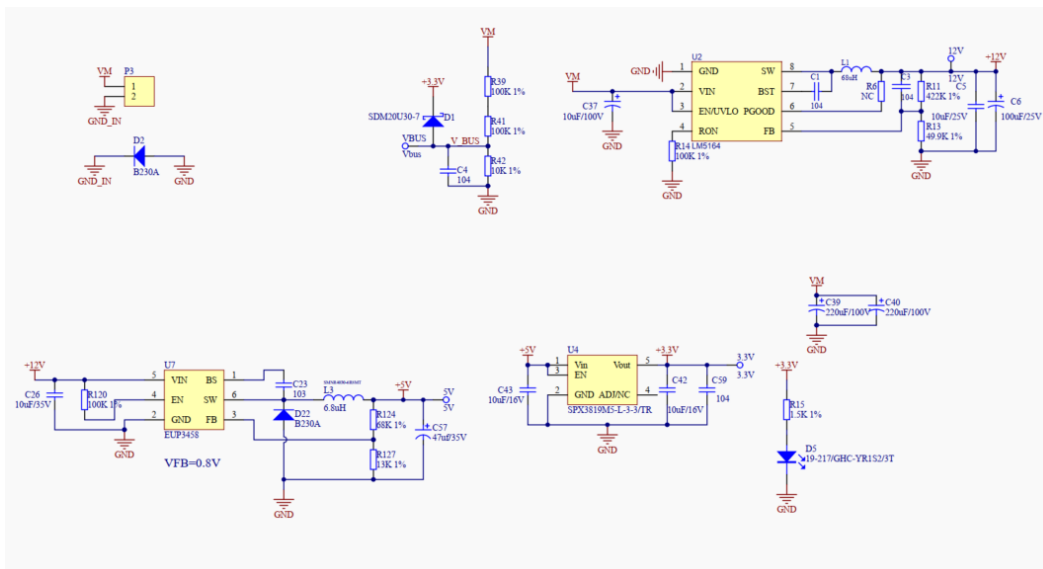 VM
P3
1
2
GND_IN
D2
B230A
GND_IN
GND
VM
R39
100K 1%
+3.3V
SDM20U30-7
D1
R41
100K 1%
VBUS
Vbus
V_BUS
R42
10K 1%
C4
104
GND
U2
GND
1
GND
SW
8
VM
2
VIN
BST
7
3
EN/UVLO
PGOOD
6
4
RON
FB
5
LM5164
C37
10uF/100V
GND
R14
100K 1%
GND
L1
68uH
C1
104
R6
NC
C3
104
R11
422K 1%
R13
49.9K 1%
12V
12V
+12V
C5
10uF/25V
C6
100uF/25V
GND
VM
C39
220uF/100V
C40
220uF/100V
GND
+12V
U7
5
VIN
BS
1
4
EN
SW
6
2
GND
FB
3
EUP3458
C26
10uF/35V
R120
100K 1%
GND
VFB=0.8V
C23
103
L3
6.8uH
D22
B230A
+5V
5V
5V
R124
68K 1%
C57
47uf/35V
R127
13K 1%
GND
+5V
U4
1
Vin
Vout
5
3
EN
2
GND
ADJ/NC
4
SPX3819M5-L-3-3/TR
C43
10uF/16V
+3.3V
3.3V
3.3V
C42
10uF/16V
C59
104
GND
+3.3V
R15
1.5K 1%
D5
19-217/GHC-YR1S2/3T
GND